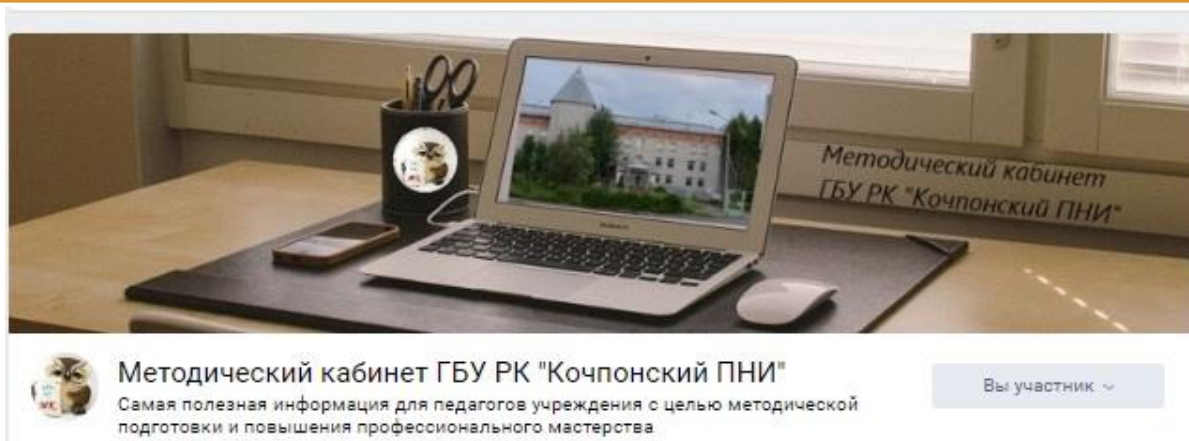 Методический кабинет
ГБУ РК "Кочпонский ПНИ"
Методический кабинет ГБУ РК "Кочпонский ПНИ"
Самая полезная информация для педагогов учреждения с целью методической
подготовки и повышения профессионального мастерства
Вы участник